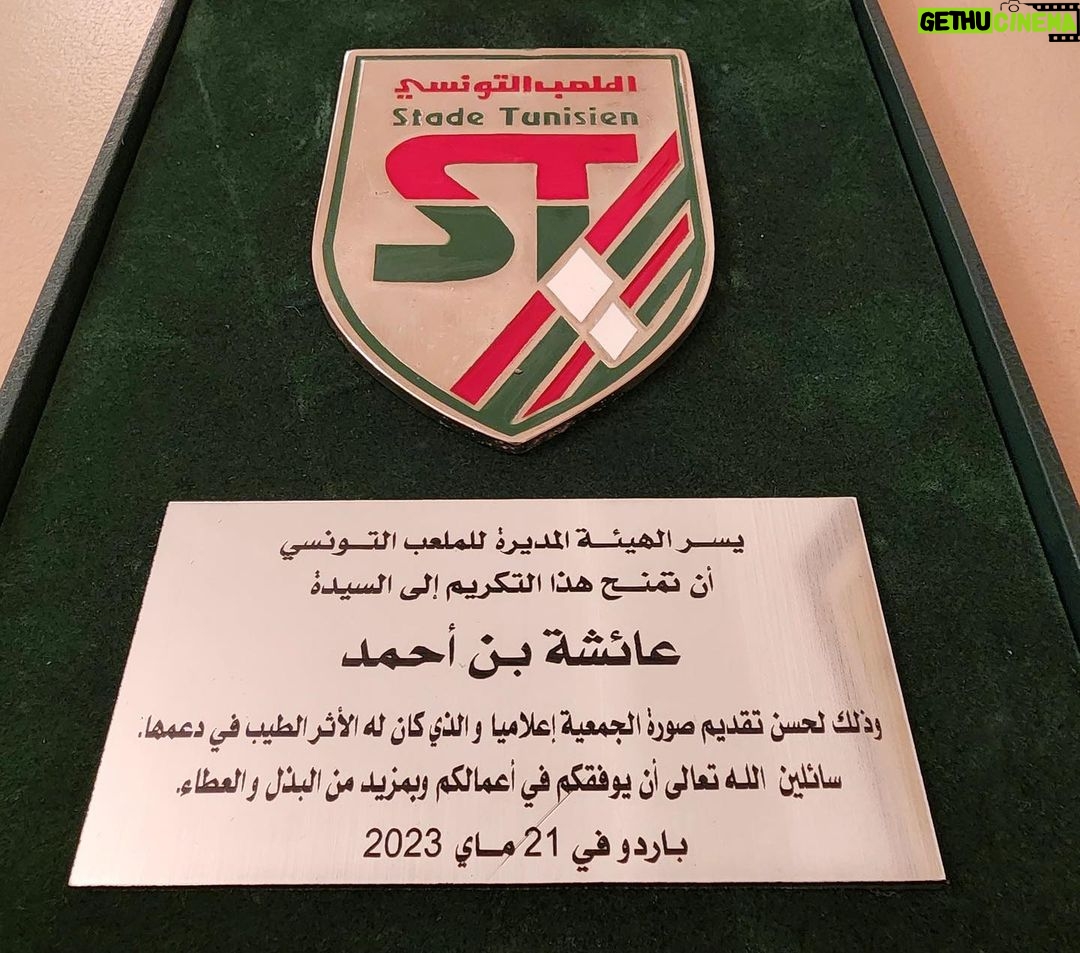 GETHUCINEMA
الملعب التونسي
Stade Tunisien
ST
يسر الهيئة المديرة للملعب التونسي
أن تمنح هذا التكريم إلى السيدة
عائشة بن أحمد
وذلك لحسن تقديم صورة الجمعية إعلاميا والذي كان له الأثر الطيب في دعمها.
سائلين الله تعالى أن يوفقكم في أعمالكم وبمزيد من البذل والعطاء.
باردو في 21 ماي 2023